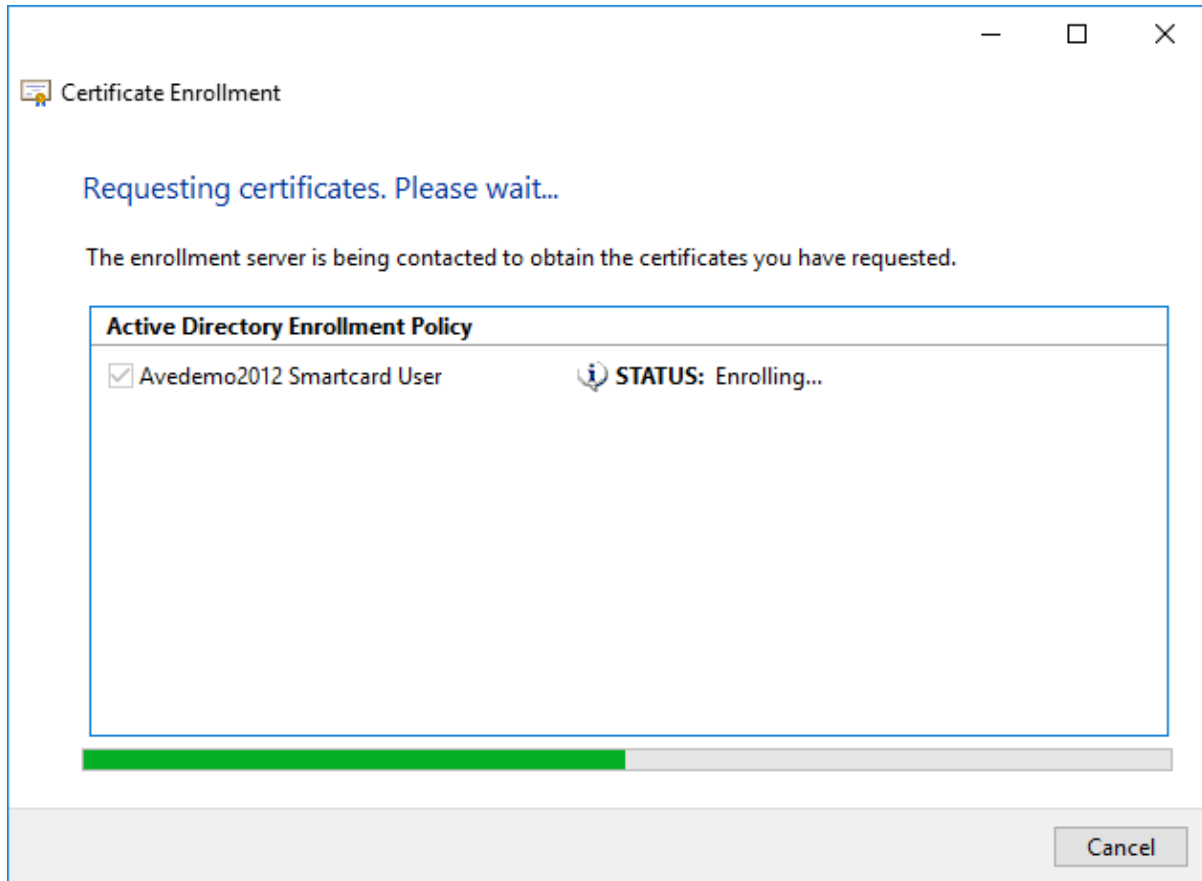 Certificate Enrollment
Requesting certificates. Please wait...
The enrollment server is being contacted to obtain the certificates you have requested.
Active Directory Enrollment Policy
Avedemo2012 Smartcard User STATUS: Enrolling...
Cancel